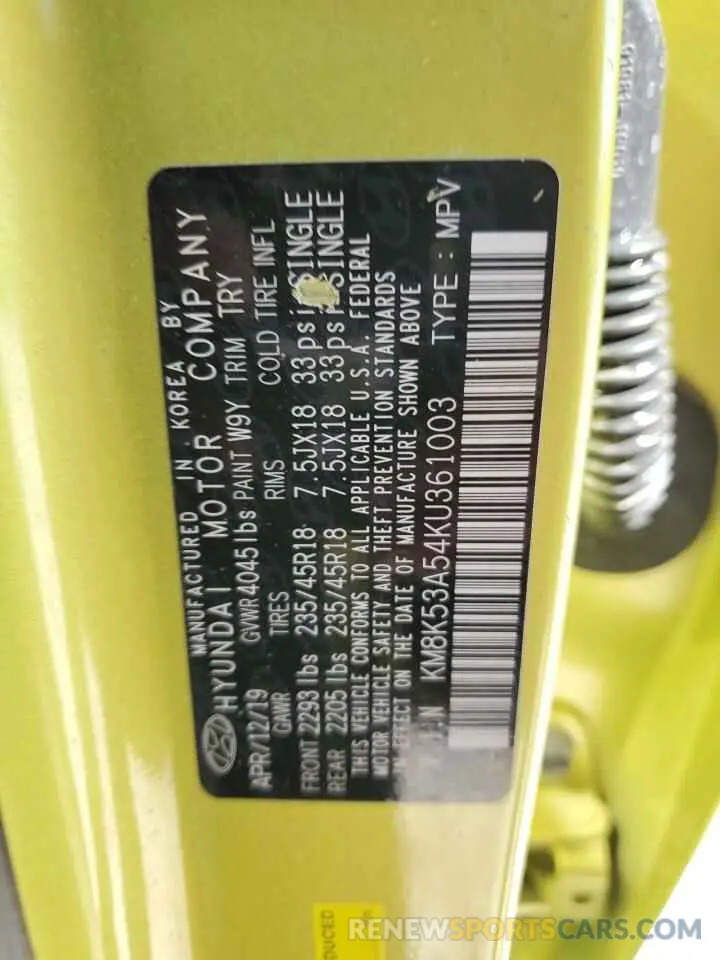 MANUFACTURED IN KOREA BY
HYUNDAI MOTOR COMPANY
APR/12/19 GVWR 4045lbs PAINT W9Y TRIM TRY
GAWR TIRES RIMS COLD TIRE INFL
FRONT 2293 lbs 235/45R18 7.5JX18 33 psi SINGLE
REAR 2205 lbs 235/45R18 7.5JX18 33 psi SINGLE
THIS VEHICLE CONFORMS TO ALL APPLICABLE U.S.A. FEDERAL
MOTOR VEHICLE SAFETY AND THEFT PREVENTION STANDARDS
IN EFFECT ON THE DATE OF MANUFACTURE SHOWN ABOVE
KM8K53A54KU361003 TYPE : MPV
RENEWSPORTSCARS.COM